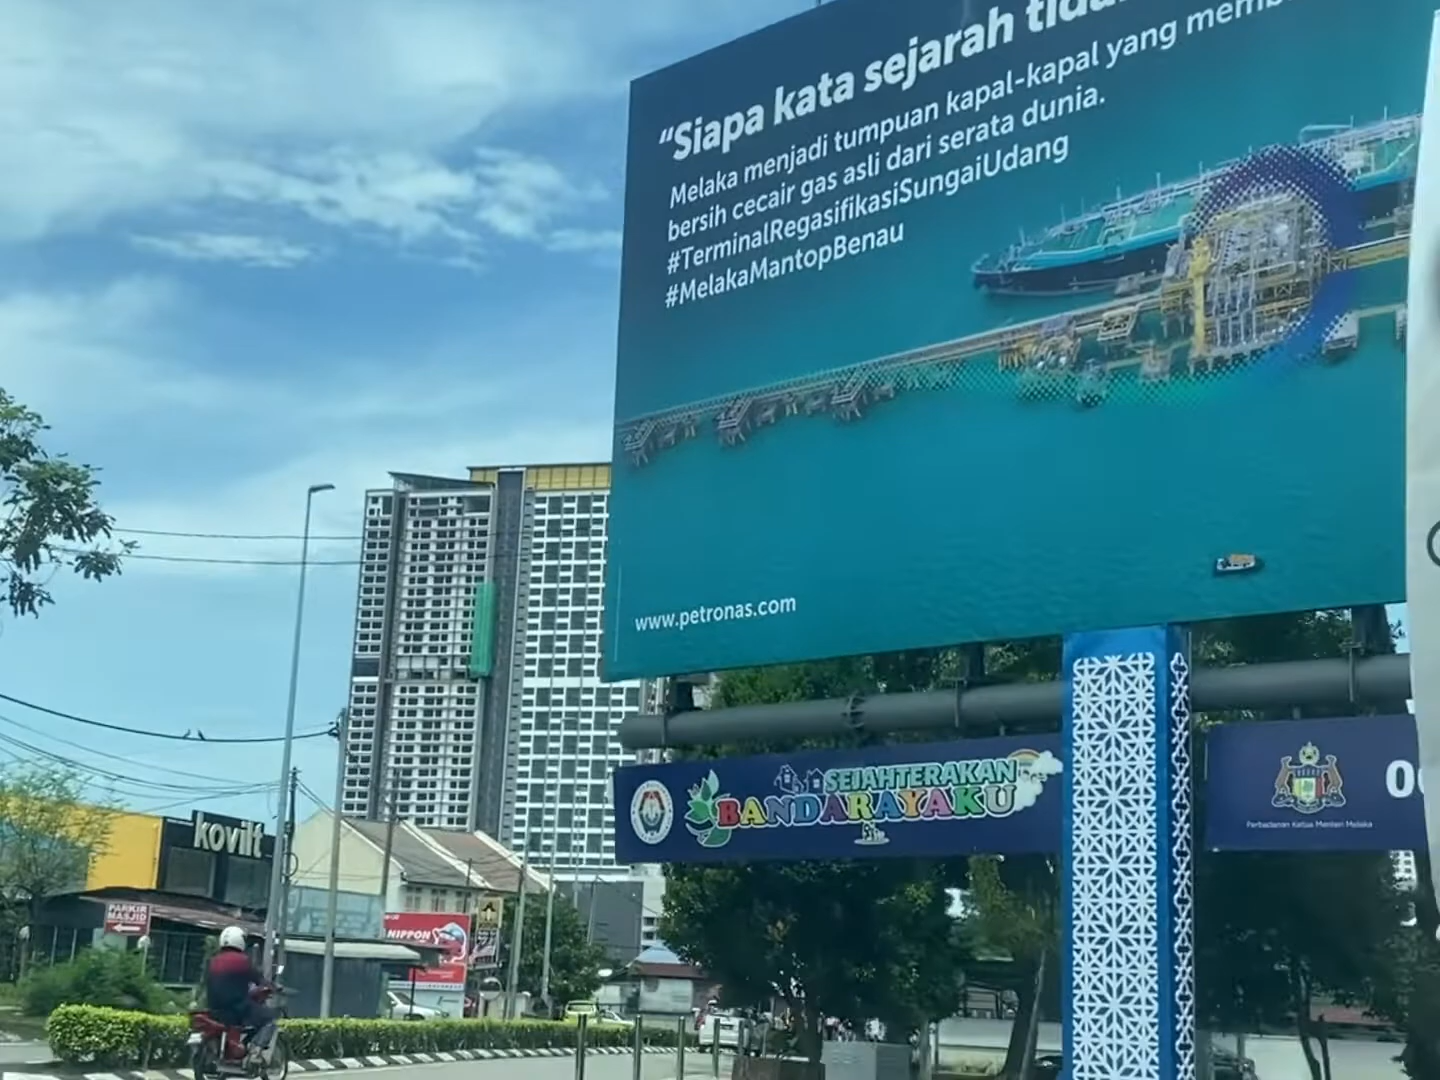 “Siapa kata sejarah
Melaka menjadi tumpuan kapal-kapal yang
bersih cecair gas asli dari serata dunia.
#TerminalRegasifikasiSungaiUdang
#MelakaMantopBenau
www.petronas.com
SEJAHTERAKAN
BANDARAYAKU
Perbadanan Ketua Menteri Melaka
kovilt
PARKIR
MASJID
NIPPON